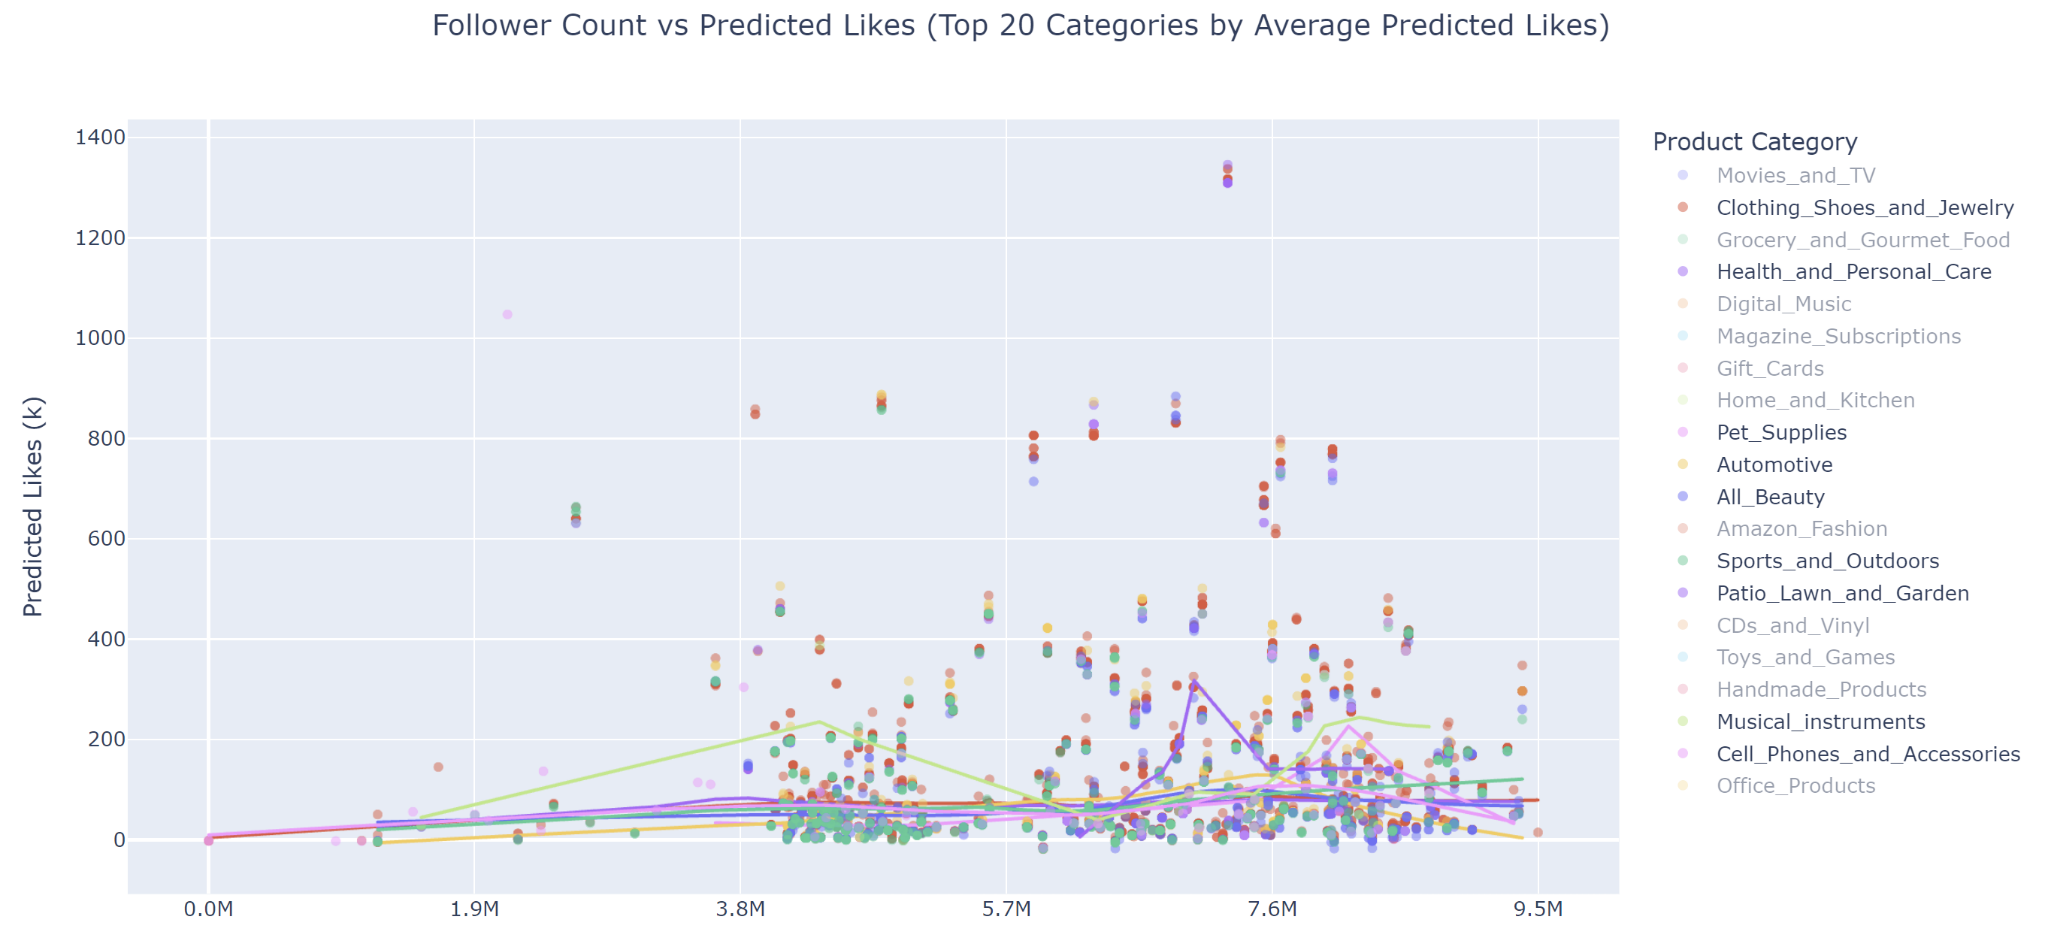 Follower Count vs Predicted Likes (Top 20 Categories by Average Predicted Likes)
Predicted Likes (k)
1400
1200
1000
800
600
400
200
0
0.0M
1.9M
3.8M
5.7M
7.6M
9.5M
Product Category
Movies_and_TV
Clothing_Shoes_and_Jewelry
Grocery_and_Gourmet_Food
Health_and_Personal_Care
Digital_Music
Magazine_Subscriptions
Gift_Cards
Home_and_Kitchen
Pet_Supplies
Automotive
All_Beauty
Amazon_Fashion
Sports_and_Outdoors
Patio_Lawn_and_Garden
CDs_and_Vinyl
Toys_and_Games
Handmade_Products
Musical_instruments
Cell_Phones_and_Accessories
Office_Products